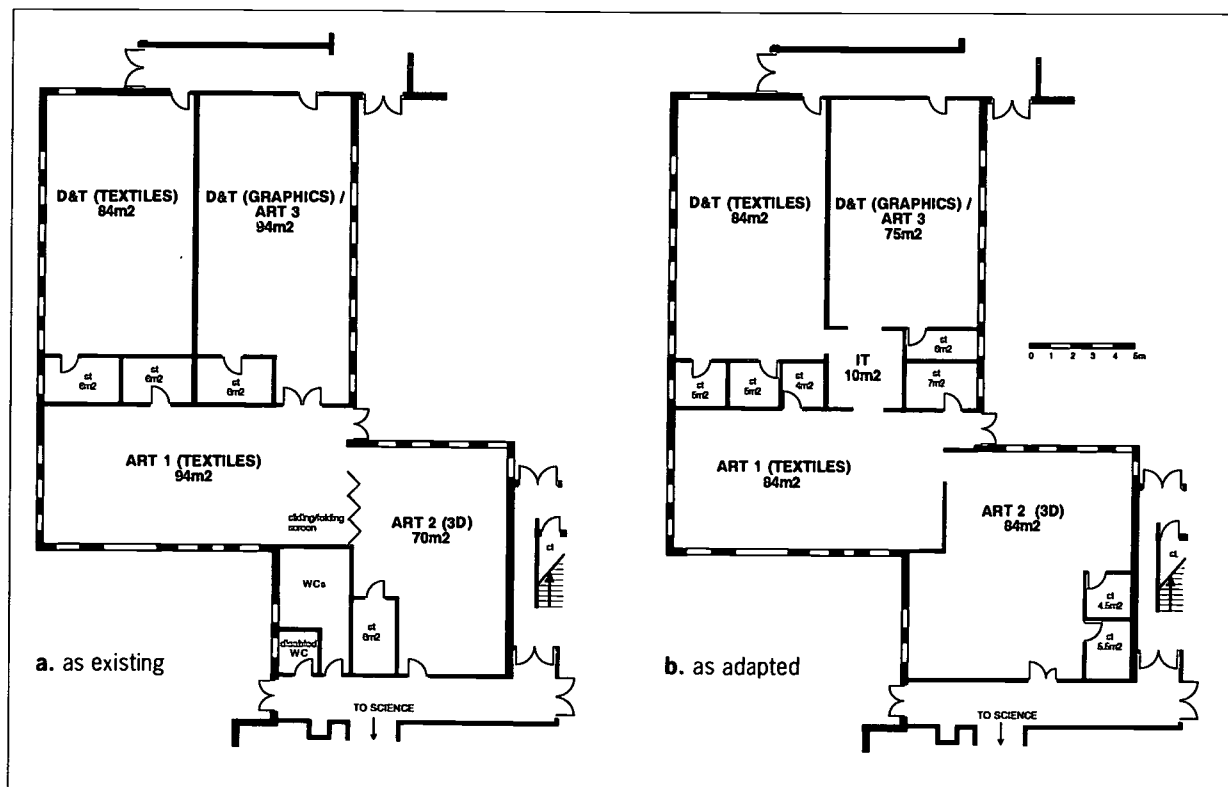 D&T (TEXTILES)
84m2
D&T (GRAPHICS) /
ART 3
94m2
ct
6m2
ct
6m2
ct
6m2
ART 1 (TEXTILES)
94m2
sliding/folding
screen
ART 2 (3D)
70m2
ct
WCs
ct
6m2
disabled
WC
a. as existing
TO SCIENCE
D&T (TEXTILES)
84m2
D&T (GRAPHICS) /
ART 3
75m2
0 1 2 3 4 5m
IT
10m2
ct
6m2
ct
5m2
ct
5m2
ct
4m2
ct
7m2
ART 1 (TEXTILES)
84m2
ART 2 (3D)
84m2
ct
ct
4.5m2
ct
5.5m2
b. as adapted
TO SCIENCE